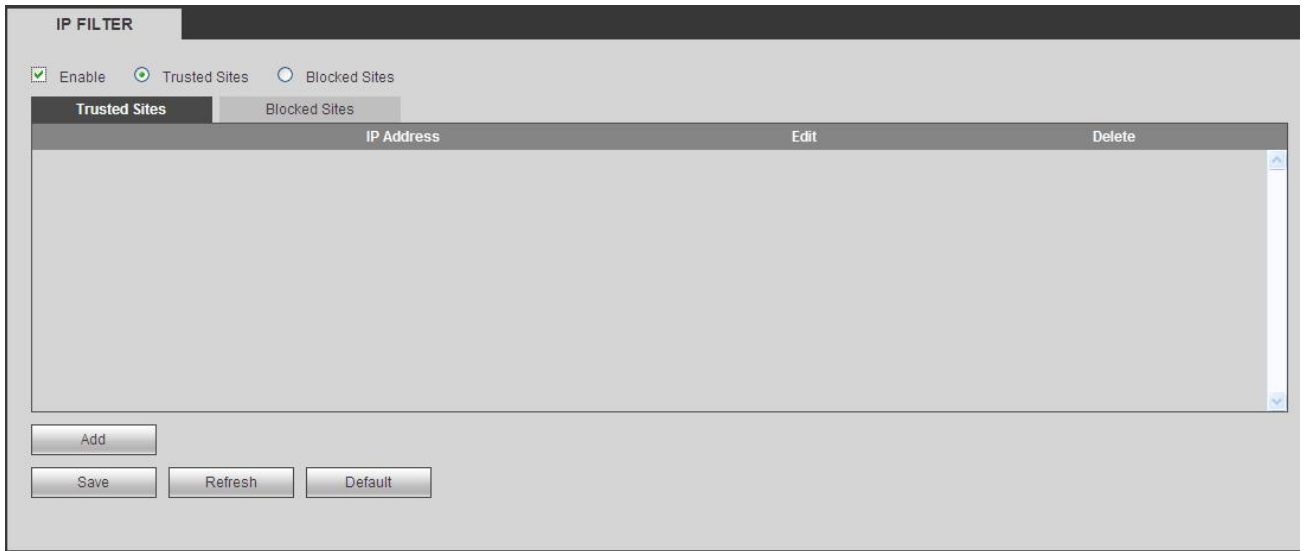 IP FILTER
Enable Trusted Sites Blocked Sites
Trusted Sites Blocked Sites
IP Address Edit Delete
Add
Save Refresh Default